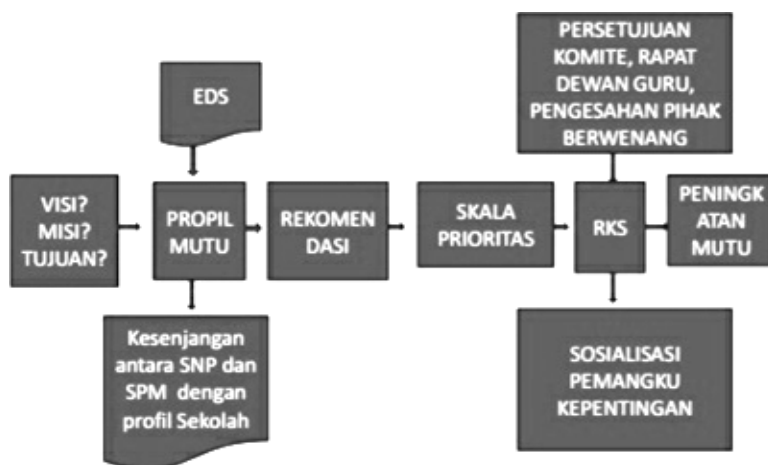 EDS
PERSETUJUAN
KOMITE, RAPAT
DEWAN GURU,
PENGESAHAN PIHAK
BERWENANG
VISI?
MISI?
TUJUAN?
PROPIL
MUTU
REKOMEN
DASI
SKALA
PRIORITAS
RKS
PENINGK
ATAN
MUTU
Kesenjangan
antara SNP dan
SPM dengan
profil Sekolah
SOSIALISASI
PEMANGKU
KEPENTINGAN